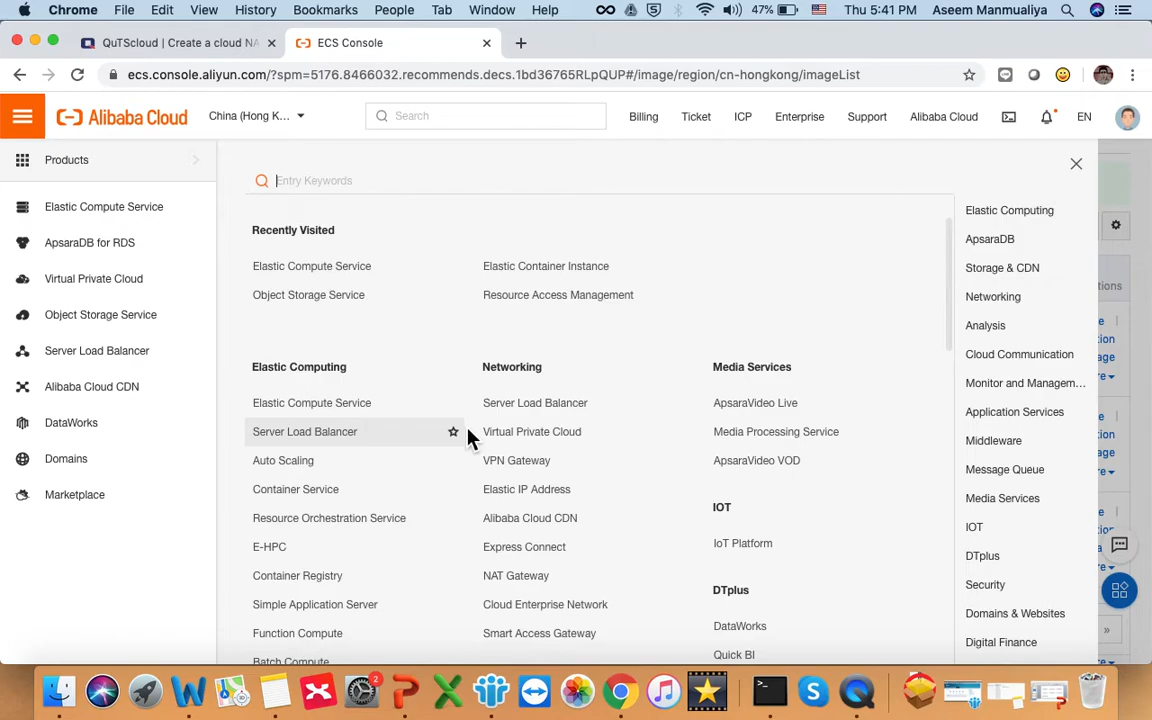 Chrome File Edit View History Bookmarks People Tab Window Help 47% Thu 5:41 PM Aseem Manmualiya
QuTScloud | Create a cloud NA × ECS Console × +
ecs.console.aliyun.com/?spm=5176.8466032.recommends.decs.1bd36765RLpQUP#/image/region/cn-hongkong/imageList
Alibaba Cloud China (Hong K... Search Billing Ticket ICP Enterprise Support Alibaba Cloud EN
Products
Elastic Compute Service
ApsaraDB for RDS
Virtual Private Cloud
Object Storage Service
Server Load Balancer
Alibaba Cloud CDN
DataWorks
Domains
Marketplace
Entry Keywords
Recently Visited
Elastic Compute Service Elastic Container Instance
Object Storage Service Resource Access Management
Elastic Computing
Elastic Compute Service
Server Load Balancer
Auto Scaling
Container Service
Resource Orchestration Service
E-HPC
Container Registry
Simple Application Server
Function Compute
Batch Compute
Networking
Server Load Balancer
Virtual Private Cloud
VPN Gateway
Elastic IP Address
Alibaba Cloud CDN
Express Connect
NAT Gateway
Cloud Enterprise Network
Smart Access Gateway
Media Services
ApsaraVideo Live
Media Processing Service
ApsaraVideo VOD
IOT
IoT Platform
DTplus
DataWorks
Quick BI
Elastic Computing
ApsaraDB
Storage & CDN
Networking
Analysis
Cloud Communication
Monitor and Managem...
Application Services
Middleware
Message Queue
Media Services
IOT
DTplus
Security
Domains & Websites
Digital Finance
2